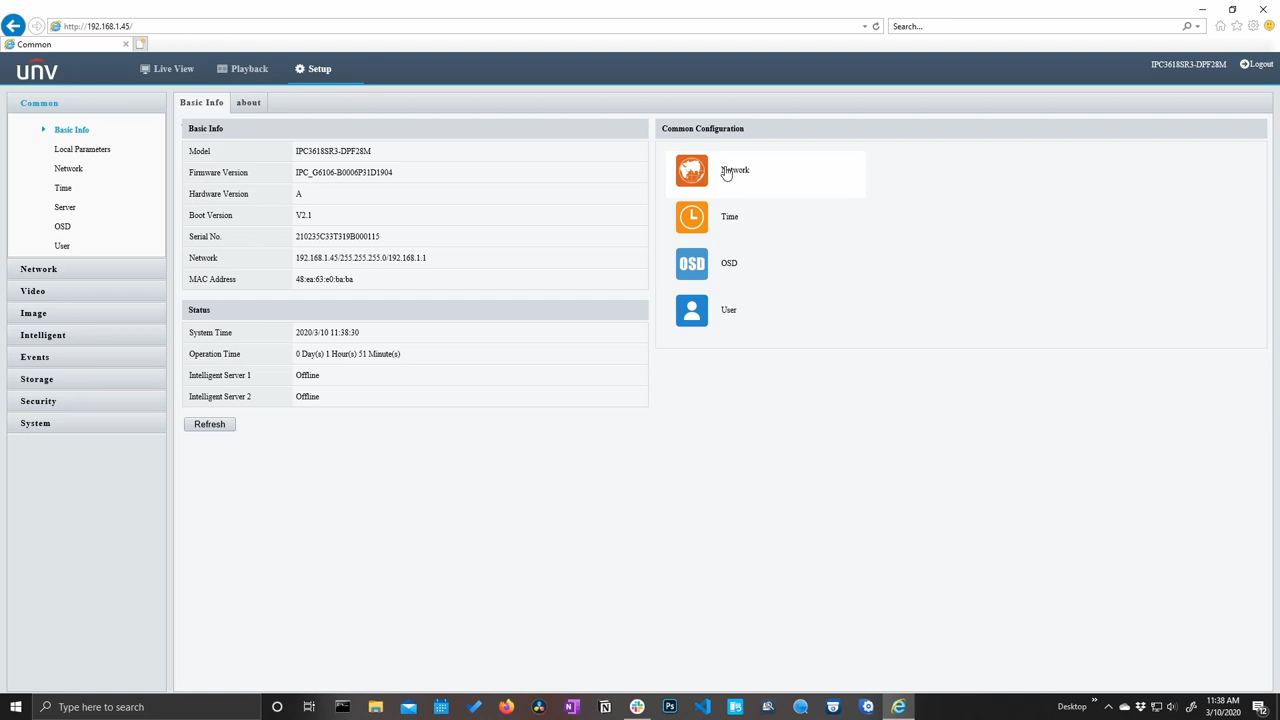 http://192.168.1.45/
Search...
Common
unv
Live View
Playback
Setup
IPC3618SR3-DPF28M
Logout
Common
Basic Info
Local Parameters
Network
Time
Server
OSD
User
Network
Video
Image
Intelligent
Events
Storage
Security
System
Basic Info
about
Basic Info
Model IPC3618SR3-DPF28M
Firmware Version IPC_G6106-B0006P31D1904
Hardware Version A
Boot Version V2.1
Serial No. 210235C33T319B000115
Network 192.168.1.45/255.255.255.0/192.168.1.1
MAC Address 48:ea:63:e0:ba:ba
Status
System Time 2020/3/10 11:38:30
Operation Time 0 Day(s) 1 Hour(s) 51 Minute(s)
Intelligent Server 1 Offline
Intelligent Server 2 Offline
Refresh
Common Configuration
Network
Time
OSD OSD
User
Type here to search
Desktop
11:38 AM
3/10/2020
12